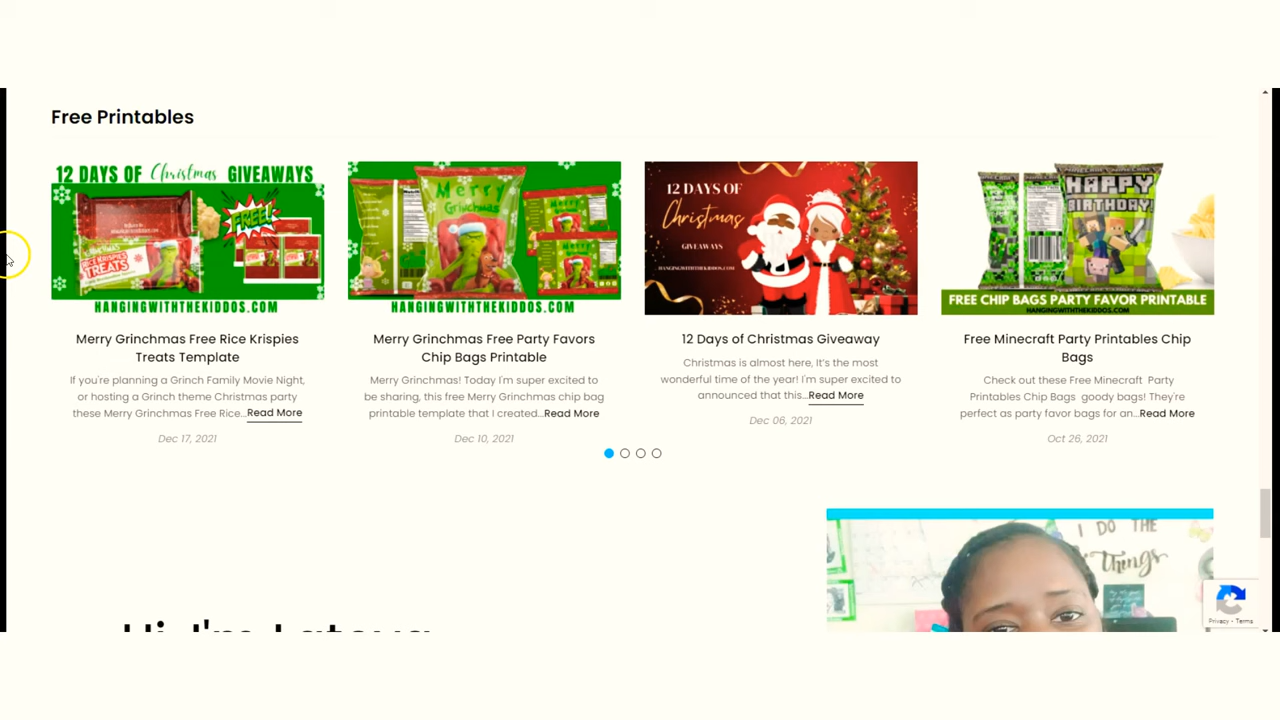 Free Printables
12 DAYS OF Christmas GIVEAWAYS
FREE!
RICE KRISPIES
TREATS
HANGINGWITHTHEKIDDOS.COM
Merry Grinchmas Free Rice Krispies
Treats Template
If you're planning a Grinch Family Movie Night,
or hosting a Grinch theme Christmas party
these Merry Grinchmas Free Rice...Read More
Dec 17, 2021
Merry
Grinchmas
HANGINGWITHTHEKIDDOS.COM
Merry Grinchmas Free Party Favors
Chip Bags Printable
Merry Grinchmas! Today I'm super excited to
be sharing, this free Merry Grinchmas chip bag
printable template that I created...Read More
Dec 10, 2021
12 DAYS OF
Christmas
GIVEAWAYS
HANGINGWITHTHEKIDDOS.COM
12 Days of Christmas Giveaway
Christmas is almost here, It's the most
wonderful time of the year! I'm super excited to
announced that this...Read More
Dec 06, 2021
HAPPY
BIRTHDAY!
FREE CHIP BAGS PARTY FAVOR PRINTABLE
HANGINGWITHTHEKIDDOS.COM
Free Minecraft Party Printables Chip
Bags
Check out these Free Minecraft Party
Printables Chip Bags goody bags! They're
perfect as party favor bags for an...Read More
Oct 26, 2021
I DO THE
things
Hi, I'm Latoya
Privacy - Terms